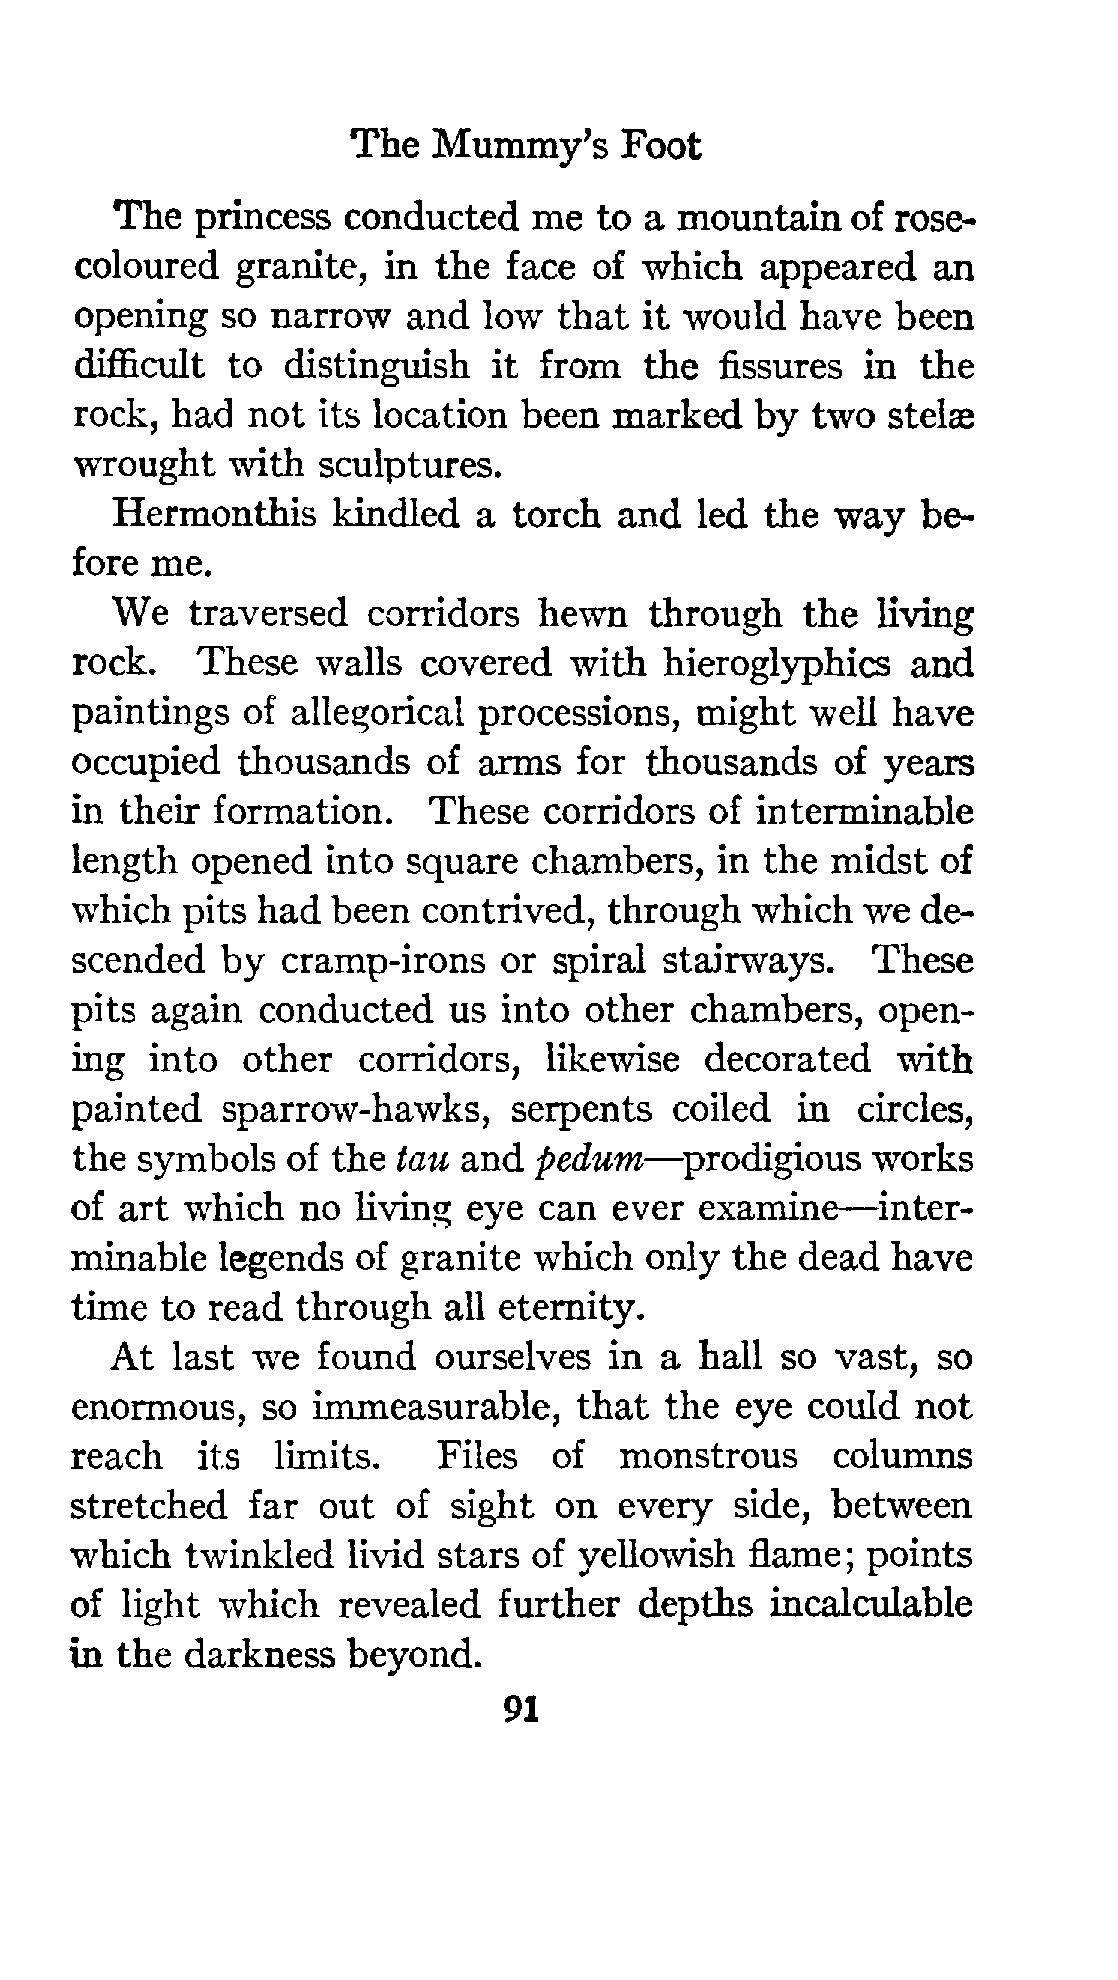 The Mummy's Foot
The princess conducted me to a mountain of rose-
coloured granite, in the face of which appeared an
opening so narrow and low that it would have been
difficult to distinguish it from the fissures in the
rock, had not its location been marked by two stelæ
wrought with sculptures.
Hermonthis kindled a torch and led the way be-
fore me.
We traversed corridors hewn through the living
rock. These walls covered with hieroglyphics and
paintings of allegorical processions, might well have
occupied thousands of arms for thousands of years
in their formation. These corridors of interminable
length opened into square chambers, in the midst of
which pits had been contrived, through which we de-
scended by cramp-irons or spiral stairways. These
pits again conducted us into other chambers, open-
ing into other corridors, likewise decorated with
painted sparrow-hawks, serpents coiled in circles,
the symbols of the tau and pedum—prodigious works
of art which no living eye can ever examine—inter-
minable legends of granite which only the dead have
time to read through all eternity.
At last we found ourselves in a hall so vast, so
enormous, so immeasurable, that the eye could not
reach its limits. Files of monstrous columns
stretched far out of sight on every side, between
which twinkled livid stars of yellowish flame; points
of light which revealed further depths incalculable
in the darkness beyond.
91